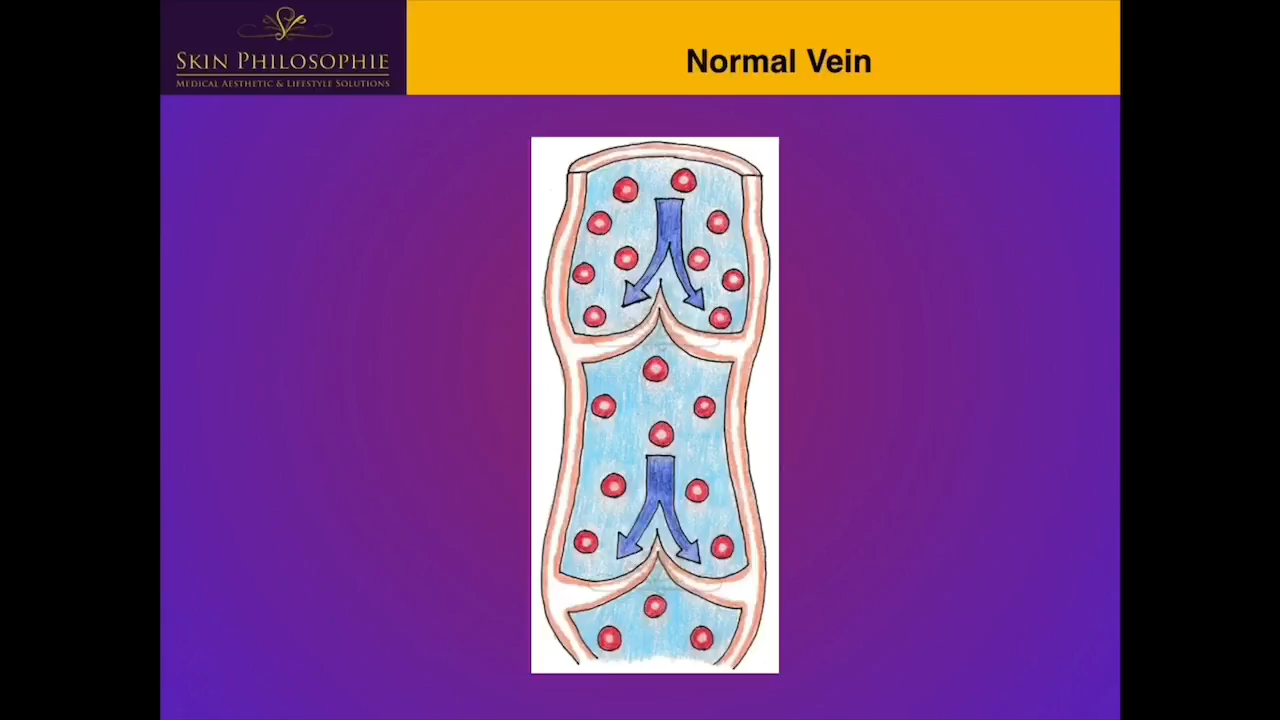 SKIN PHILOSOPHIE
MEDICAL AESTHETIC & LIFESTYLE SOLUTIONS
Normal Vein